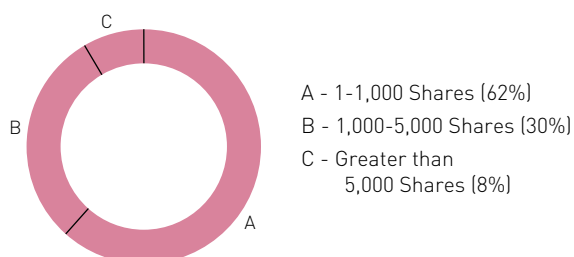 C
B
A
A - 1-1,000 Shares (62%)
B - 1,000-5,000 Shares (30%)
C - Greater than
5,000 Shares (8%)